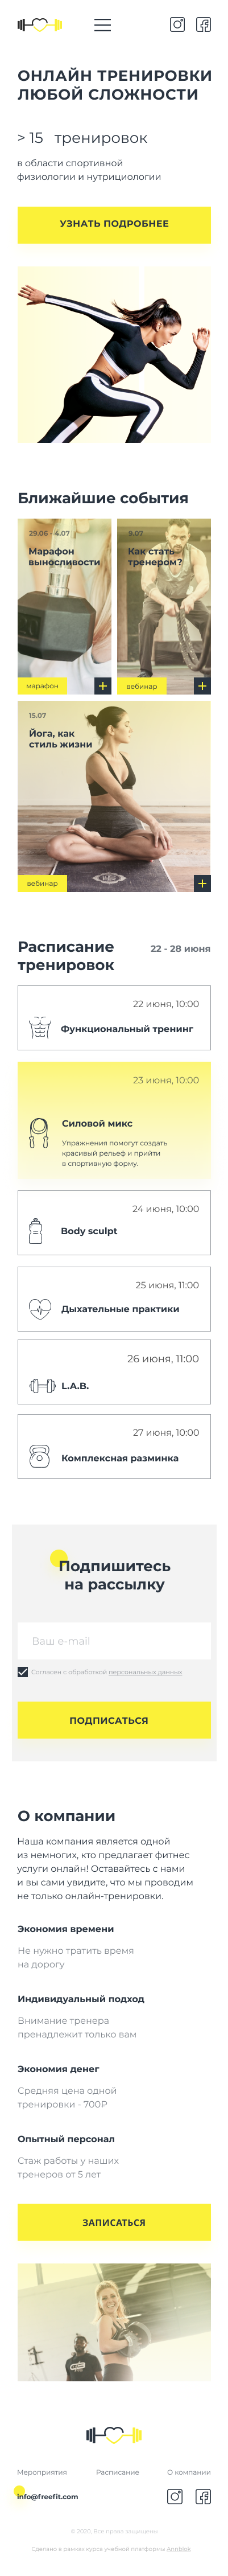 ОНЛАЙН ТРЕНИРОВКИ
ЛЮБОЙ СЛОЖНОСТИ
> 15 тренировок
в области спортивной
физиологии и нутрициологии
УЗНАТЬ ПОДРОБНЕЕ
Ближайшие события
29.06 - 4.07
Марафон
выносливости
марафон
9.07
Как стать
тренером?
вебинар
15.07
Йога, как
стиль жизни
вебинар
Расписание
тренировок
22 - 28 июня
22 июня, 10:00
Функциональный тренинг
23 июня, 10:00
Силовой микс
Упражнения помогут создать
красивый рельеф и прийти
в спортивную форму.
24 июня, 10:00
Body sculpt
25 июня, 11:00
Дыхательные практики
26 июня, 11:00
L.A.B.
27 июня, 10:00
Комплексная разминка
Подпишитесь
на рассылку
Ваш e-mail
Согласен с обработкой персональных данных
ПОДПИСАТЬСЯ
О компании
Наша компания является одной
из немногих, кто предлагает фитнес
услуги онлайн! Оставайтесь с нами
и вы сами увидите, что мы проводим
не только онлайн-тренировки.
Экономия времени
Не нужно тратить время
на дорогу
Индивидуальный подход
Внимание тренера
пренадлежит только вам
Экономия денег
Средняя цена одной
тренировки - 700₽
Опытный персонал
Стаж работы у наших
тренеров от 5 лет
ЗАПИСАТЬСЯ
Мероприятия Расписание О компании
info@freefit.com
© 2020, Все права защищены
Сделано в рамках курса учебной платформы